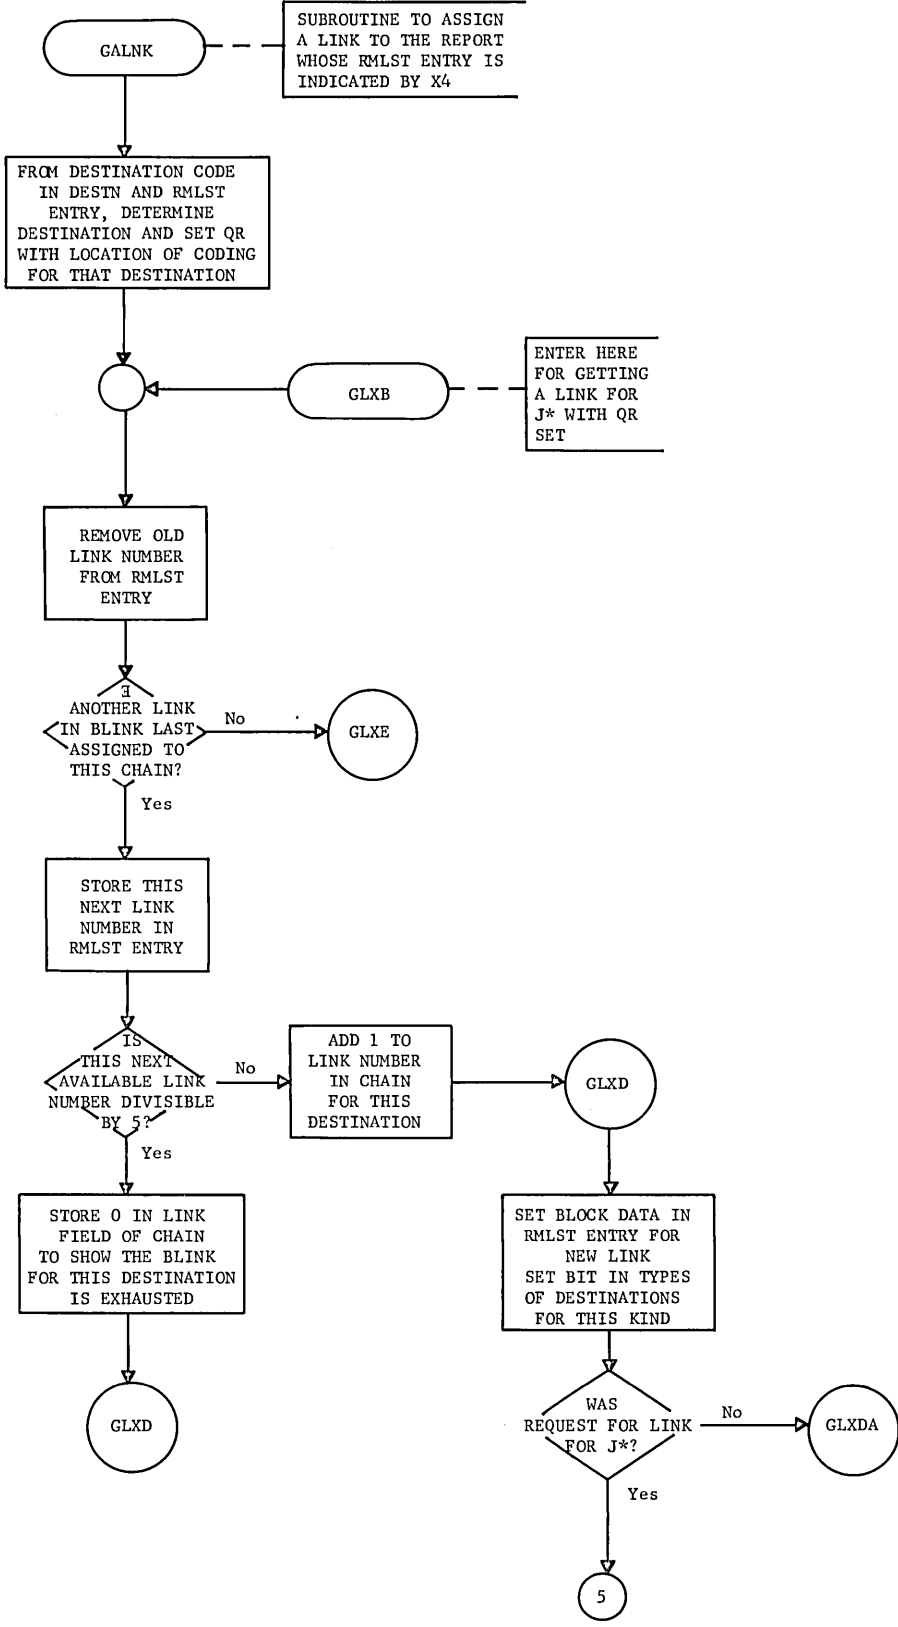 GALNK
SUBROUTINE TO ASSIGN
A LINK TO THE REPORT
WHOSE RMLST ENTRY IS
INDICATED BY X4
FROM DESTINATION CODE
IN DESTN AND RMLST
ENTRY, DETERMINE
DESTINATION AND SET QR
WITH LOCATION OF CODING
FOR THAT DESTINATION
GLXB
ENTER HERE
FOR GETTING
A LINK FOR
J* WITH QR
SET
REMOVE OLD
LINK NUMBER
FROM RMLST
ENTRY
∃
ANOTHER LINK
IN BLINK LAST
ASSIGNED TO
THIS CHAIN?
No
GLXE
Yes
STORE THIS
NEXT LINK
NUMBER IN
RMLST ENTRY
IS
THIS NEXT
AVAILABLE LINK
NUMBER DIVISIBLE
BY 5?
No
ADD 1 TO
LINK NUMBER
IN CHAIN
FOR THIS
DESTINATION
GLXD
Yes
STORE 0 IN LINK
FIELD OF CHAIN
TO SHOW THE BLINK
FOR THIS DESTINATION
IS EXHAUSTED
GLXD
SET BLOCK DATA IN
RMLST ENTRY FOR
NEW LINK
SET BIT IN TYPES
OF DESTINATIONS
FOR THIS KIND
WAS
REQUEST FOR LINK
FOR J*?
No
GLXDA
Yes
5